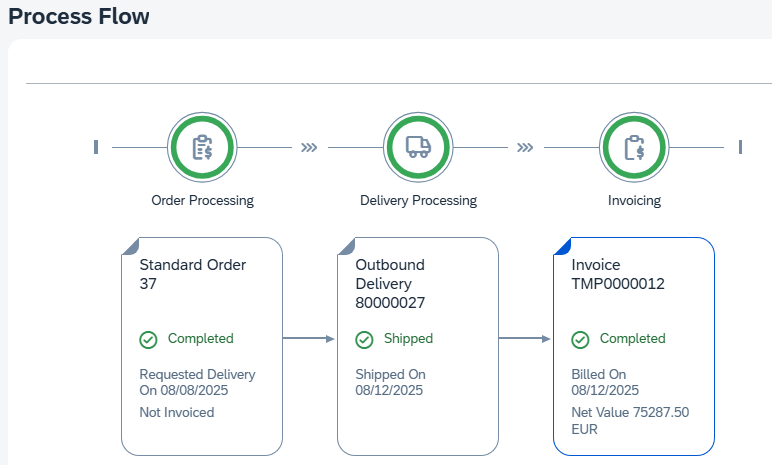 Process Flow
Order Processing
Delivery Processing
Invoicing
Standard Order
37
Completed
Requested Delivery
On 08/08/2025
Not Invoiced
Outbound
Delivery
80000027
Shipped
Shipped On
08/12/2025
Invoice
TMP0000012
Completed
Billed On
08/12/2025
Net Value 75287.50
EUR